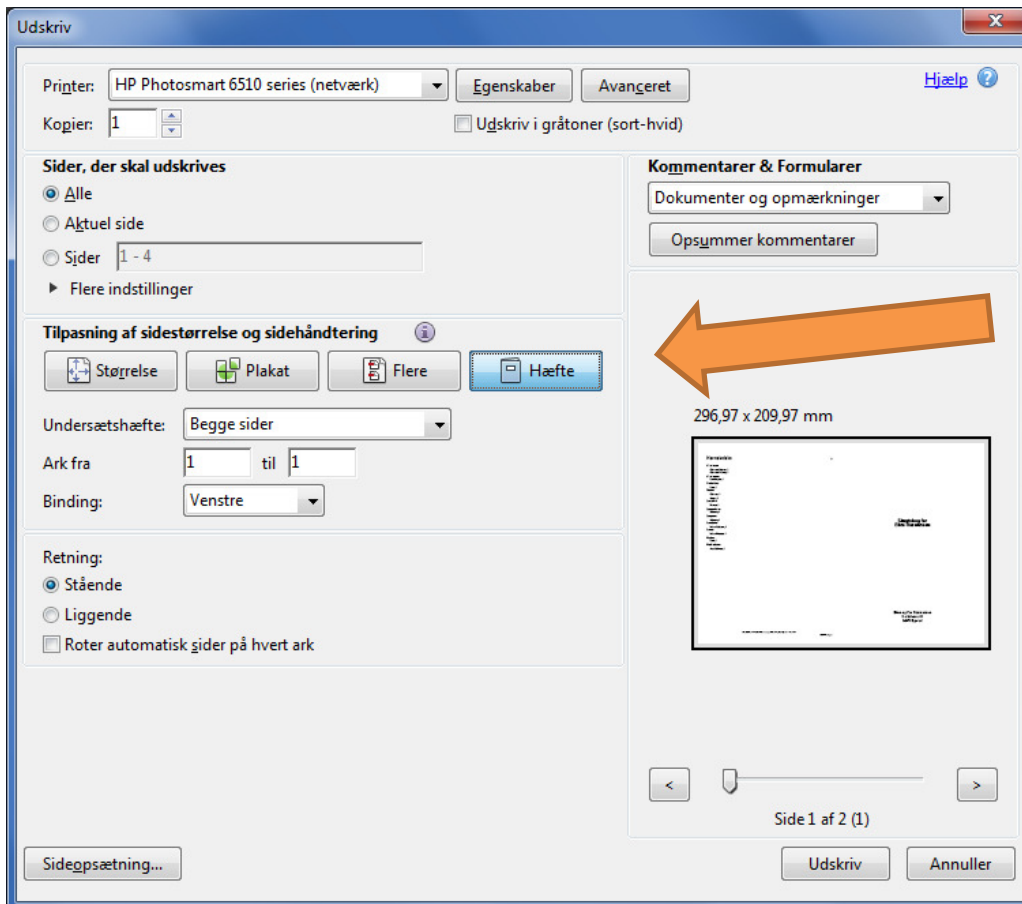 Udskriv
Printer: HP Photosmart 6510 series (netværk) Egenskaber Avanceret Hjælp
Kopier: 1 Udskriv i gråtoner (sort-hvid)
Sider, der skal udskrives
Alle
Aktuel side
Sider 1 - 4
Flere indstillinger
Kommentarer & Formularer
Dokumenter og opmærkninger
Opsummer kommentarer
Tilpasning af sidestørrelse og sidehåndtering
Størrelse Plakat Flere Hæfte
Undersætshæfte: Begge sider
Ark fra 1 til 1
Binding: Venstre
Retning:
Stående
Liggende
Roter automatisk sider på hvert ark
296,97 x 209,97 mm
< >
Side 1 af 2 (1)
Sideopsætning... Udskriv Annuller